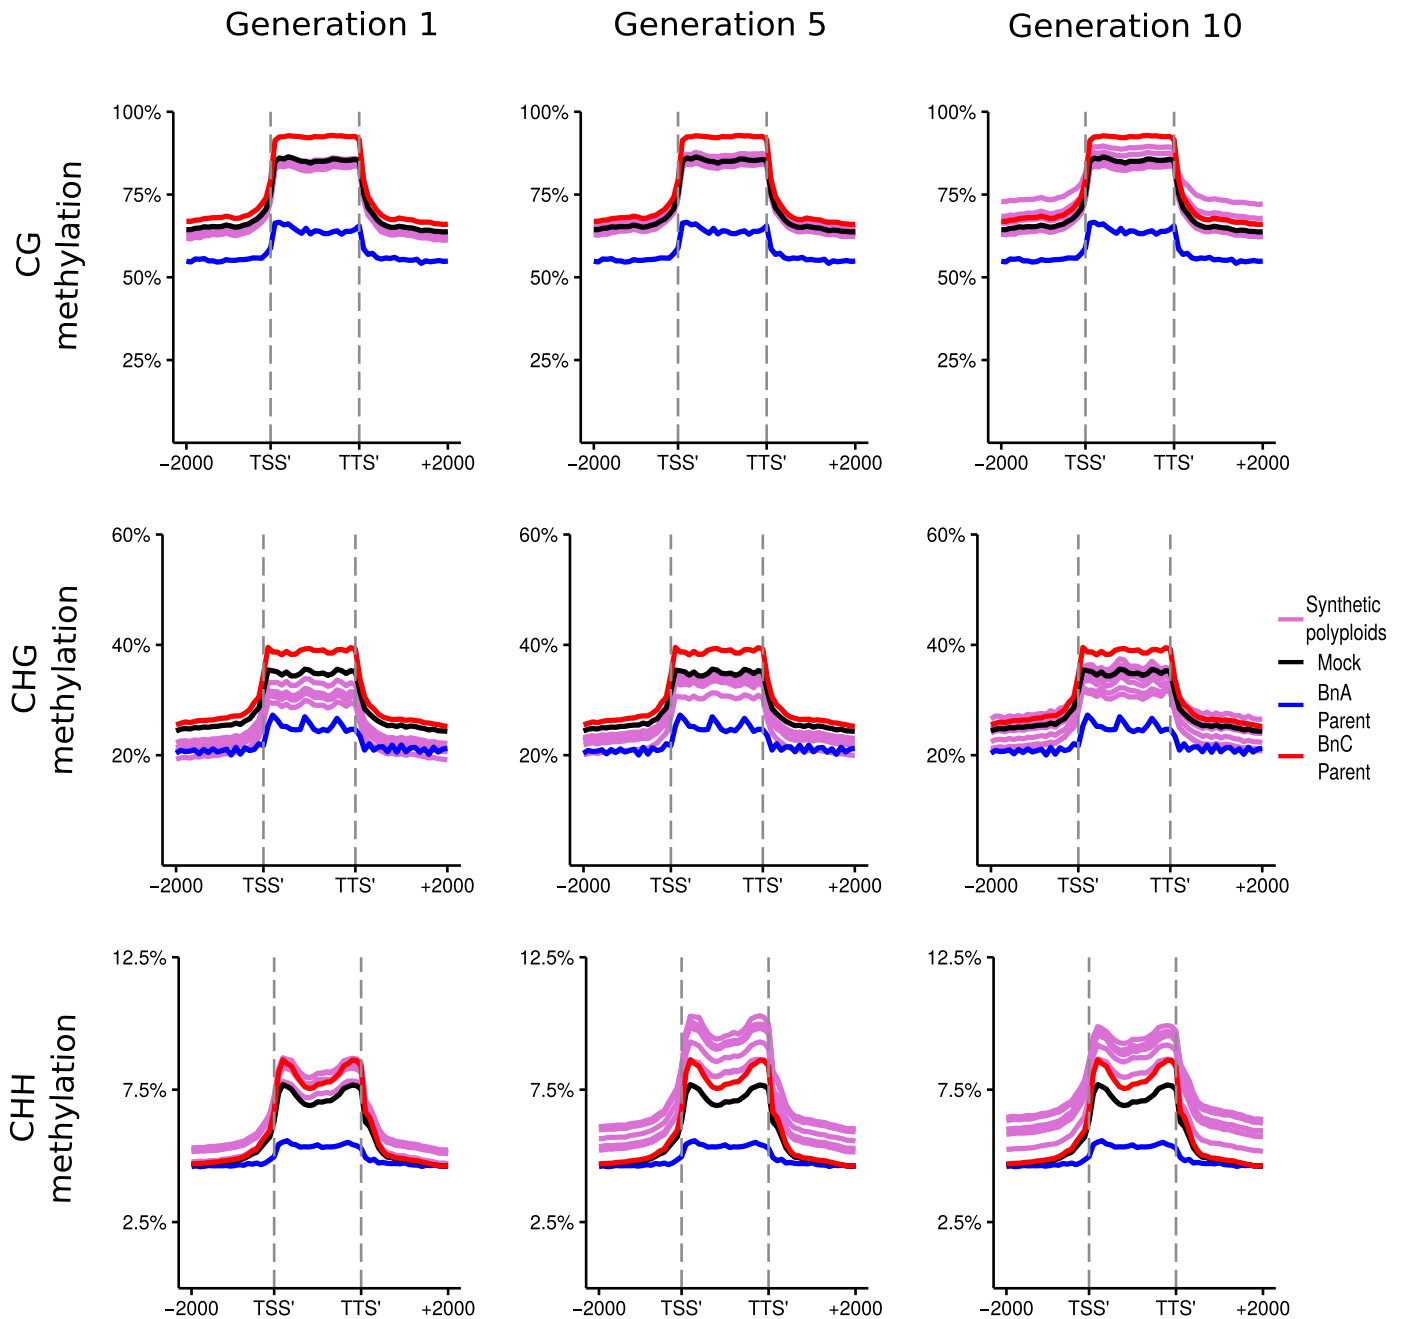 Generation 1
Generation 5
Generation 10
CG
methylation
100%
75%
50%
25%
−2000 TSS' TTS' +2000
100%
75%
50%
25%
−2000 TSS' TTS' +2000
100%
75%
50%
25%
−2000 TSS' TTS' +2000
CHG
methylation
60%
40%
20%
−2000 TSS' TTS' +2000
60%
40%
20%
−2000 TSS' TTS' +2000
60%
40%
20%
−2000 TSS' TTS' +2000
Synthetic
polyploids
Mock
BnA
Parent
BnC
Parent
CHH
methylation
12.5%
7.5%
2.5%
−2000 TSS' TTS' +2000
12.5%
7.5%
2.5%
−2000 TSS' TTS' +2000
12.5%
7.5%
2.5%
−2000 TSS' TTS' +2000